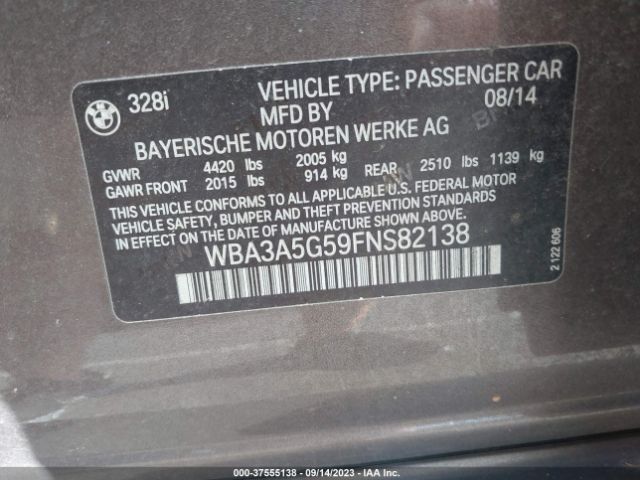 BMW
328i
VEHICLE TYPE: PASSENGER CAR
MFD BY 08/14
BAYERISCHE MOTOREN WERKE AG
GVWR 4420 lbs 2005 kg
GAWR FRONT 2015 lbs 914 kg REAR 2510 lbs 1139 kg
THIS VEHICLE CONFORMS TO ALL APPLICABLE U.S. FEDERAL MOTOR
VEHICLE SAFETY, BUMPER AND THEFT PREVENTION STANDARDS
IN EFFECT ON THE DATE OF MANUFACTURE SHOWN ABOVE.
WBA3A5G59FNS82138
2 122 606
000-37555138 - 09/14/2023 - IAA Inc.